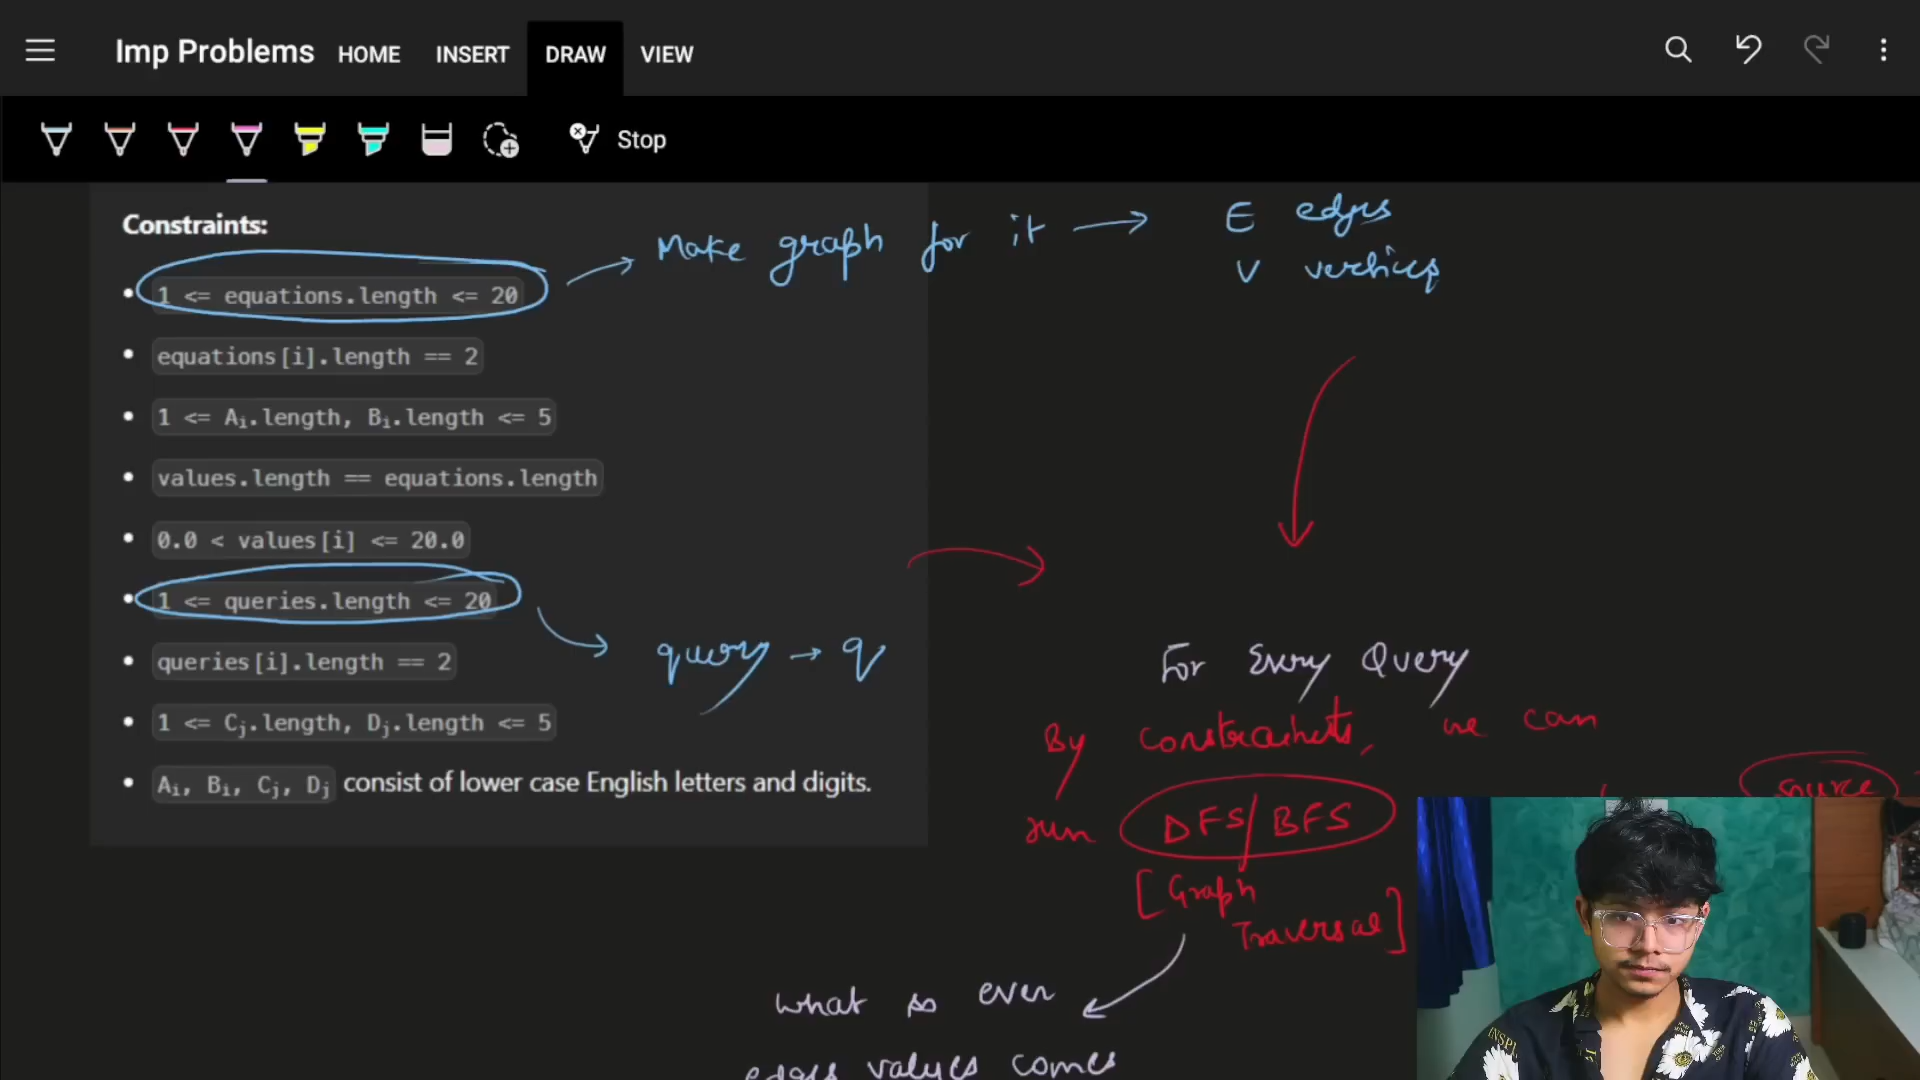 Imp Problems HOME INSERT DRAW VIEW
Stop
Constraints:
1 <= equations.length <= 20
equations[i].length == 2
1 <= Ai.length, Bi.length <= 5
values.length == equations.length
0.0 < values[i] <= 20.0
1 <= queries.length <= 20
queries[i].length == 2
1 <= Cj.length, Dj.length <= 5
Ai, Bi, Cj, Dj consist of lower case English letters and digits.
Make graph for it → E edges
V vertices
query → q
For Every Query
By constraints, we can
run DFS/BFS
source
[Graph
Traversal]
what so ever
edges values comes